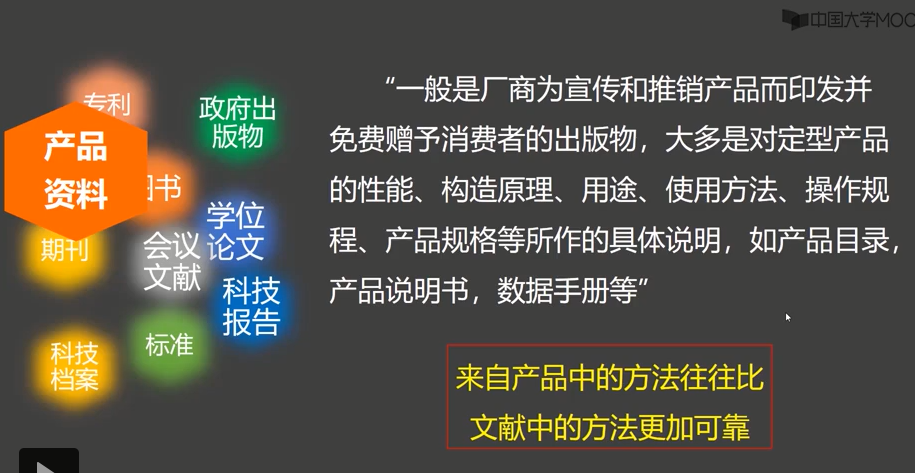 中国大学MOO
专利
政府出
版物
产品
资料
图书
学位
论文
期刊
会议
文献
科技
报告
标准
科技
档案
“一般是厂商为宣传和推销产品而印发并
免费赠予消费者的出版物，大多是对定型产品
的性能、构造原理、用途、使用方法、操作规
程、产品规格等所作的具体说明，如产品目录，
产品说明书，数据手册等”
来自产品中的方法往往比
文献中的方法更加可靠